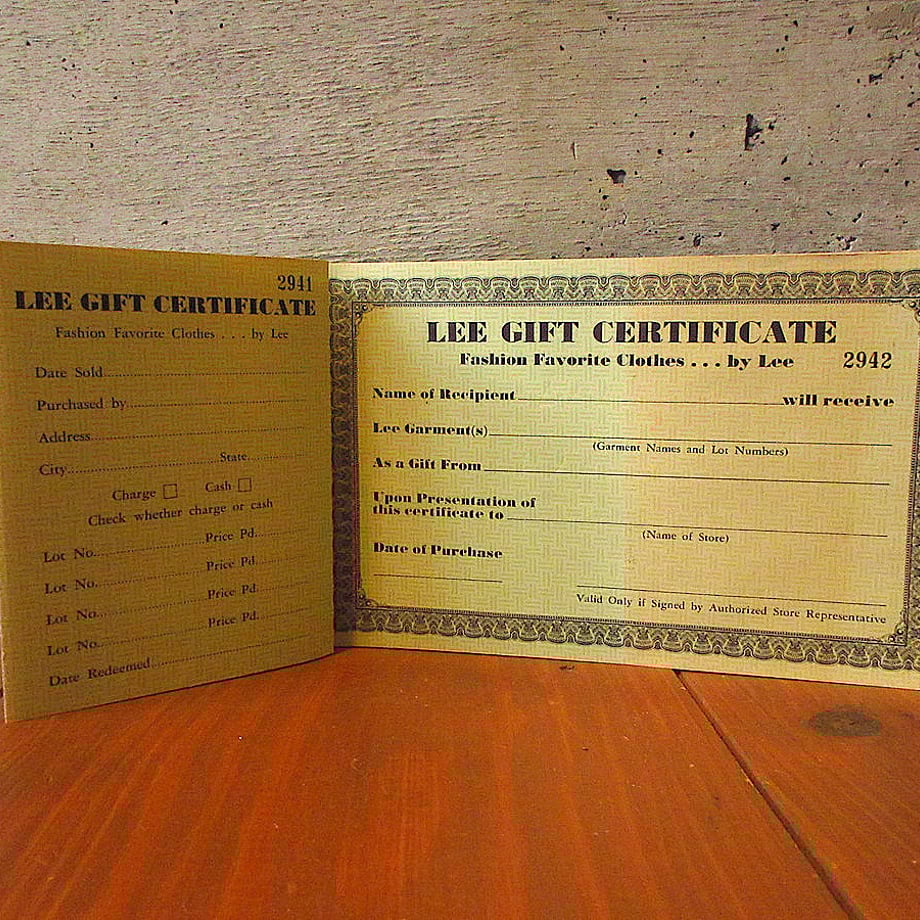 2941
LEE GIFT CERTIFICATE
Fashion Favorite Clothes . . . by Lee
Date Sold
Purchased by
Address
City State
Charge □ Cash □
Check whether charge or cash
Lot No. Price Pd.
Lot No. Price Pd.
Lot No. Price Pd.
Lot No. Price Pd.
Date Redeemed
LEE GIFT CERTIFICATE
Fashion Favorite Clothes . . . by Lee 2942
Name of Recipient will receive
Lee Garment(s)
(Garment Names and Lot Numbers)
As a Gift From
Upon Presentation of
this certificate to
(Name of Store)
Date of Purchase
Valid Only if Signed by Authorized Store Representative